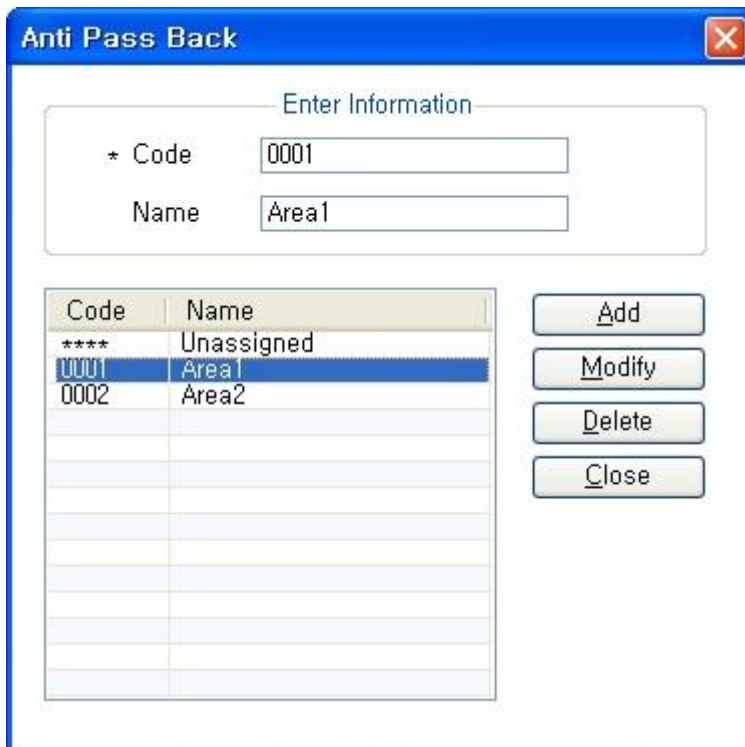 Anti Pass Back
Enter Information
* Code 0001
Name Area1
Code Name
**** Unassigned
0001 Area1
0002 Area2
Add
Modify
Delete
Close